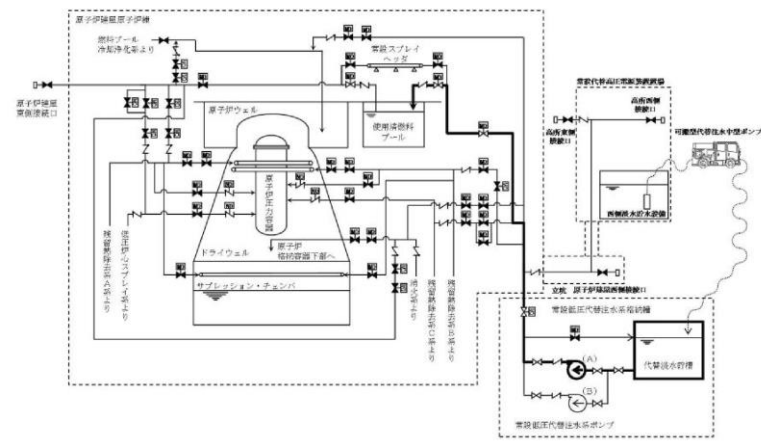 原子炉建屋原子炉棟
燃料プール
冷却浄化系より
常設スプレイ
ヘッダ
原子炉建屋
東側接続口
原子炉ウェル
使用済燃料
プール
常設代替高圧電源装置置場
高所西側
接続口
高所東側
接続口
可搬型代替注水中型ポンプ
西側淡水貯水設備
原子炉圧力容器
残留熱除去系A系より
低圧炉心スプレイ系より
原子炉
格納容器下部へ
ドライウェル
サプレッション・チェンバ
消火系より
残留熱除去系C系より
残留熱除去系B系より
立坑
原子炉建屋西側接続口
常設低圧代替注水系格納槽
代替淡水貯槽
(A)
(B)
常設低圧代替注水系ポンプ